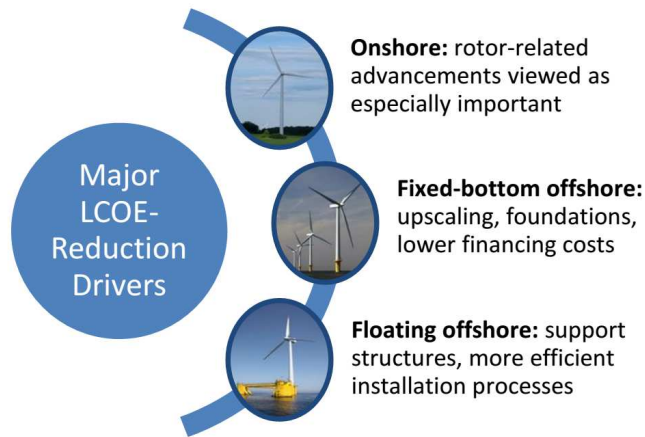 Major
LCOE-
Reduction
Drivers
Onshore: rotor-related
advancements viewed as
especially important
Fixed-bottom offshore:
upscaling, foundations,
lower financing costs
Floating offshore: support
structures, more efficient
installation processes